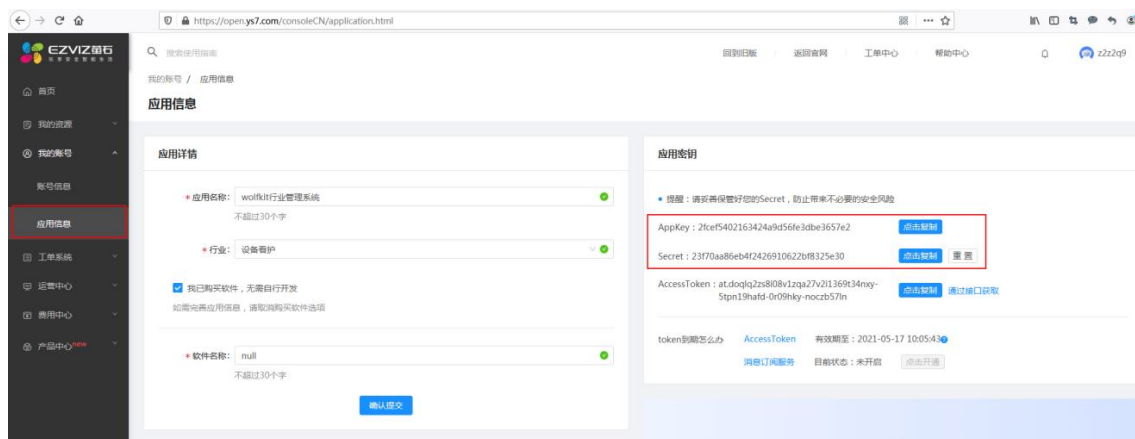 https://open.ys7.com/consoleCN/application.html
EZVIZ萤石
搜索使用指南
回到旧版
返回官网
工单中心
帮助中心
z2z2q9
我的账号 / 应用信息
应用信息
首页
我的资源
我的账号
账号信息
应用信息
工单系统
运营中心
费用中心
产品中心new
应用详情
* 应用名称: wolfkit行业管理系统
不超过30个字
* 行业: 设备看护
我已购买软件，无需自行开发
如需完善应用信息，请取消购买软件选项
* 软件名称: null
不超过30个字
确认提交
应用密钥
提醒：请妥善保管好您的Secret，防止带来不必要的安全风险
AppKey：2fcef5402163424a9d56fe3dbe3657e2 点击复制
Secret：23f70aa86eb4f2426910622bf8325e30 点击复制 重置
AccessToken：at.doqlq2zs8l08v1zqa27v2l1369t34nxy-
5tpn19hafd-0r09hky-noczb57ln 点击复制 通过接口获取
token到期怎么办 AccessToken 有效期至：2021-05-17 10:05:43
消息订阅服务 目前状态：未开启 点击开通